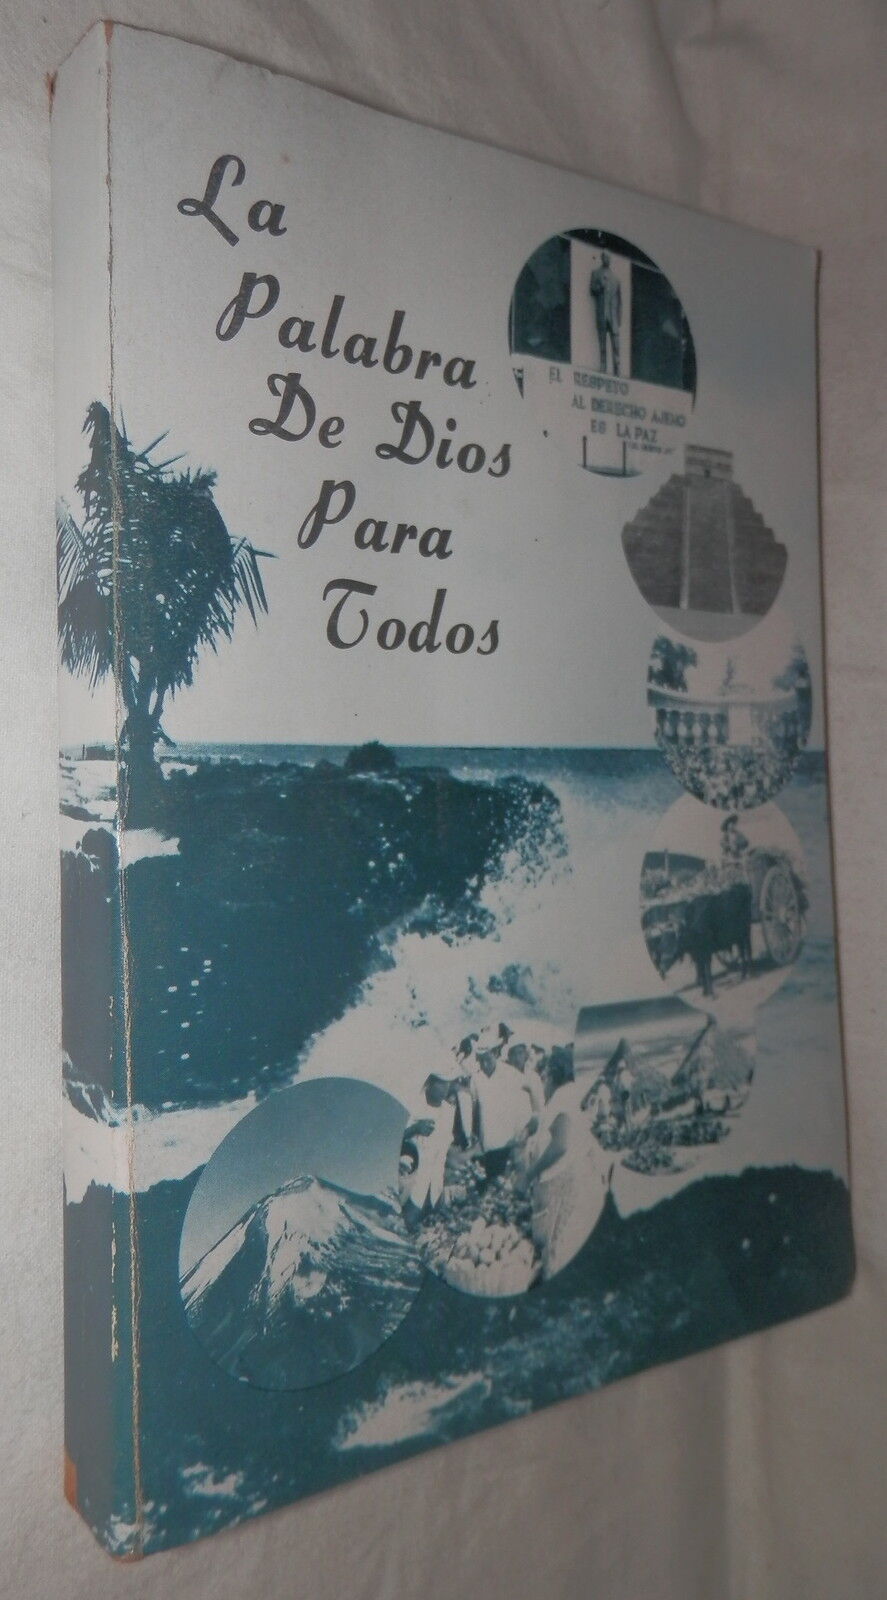 La
Palabra
De Dios
Para
Todos
EL RESPETO
AL DERECHO AJENO
ES LA PAZ